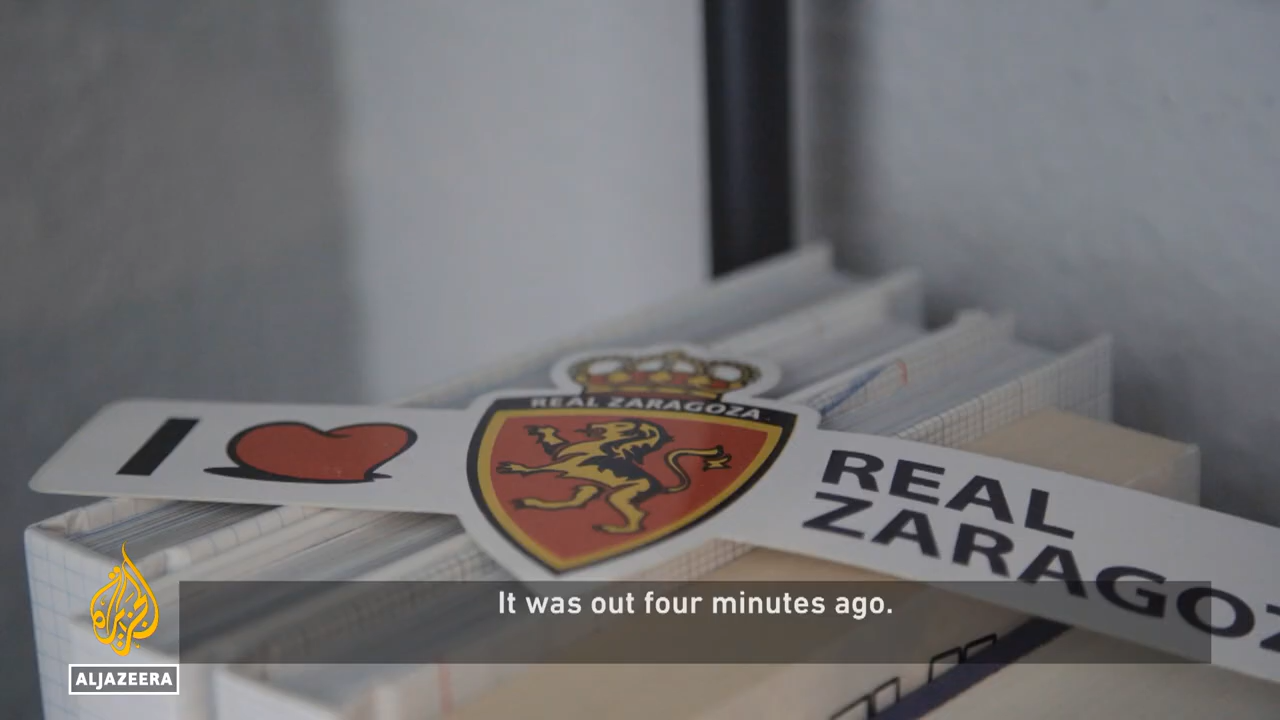 I
REAL ZARAGOZA
REAL
ZARAGOZ
It was out four minutes ago.
الجزيرة
ALJAZEERA